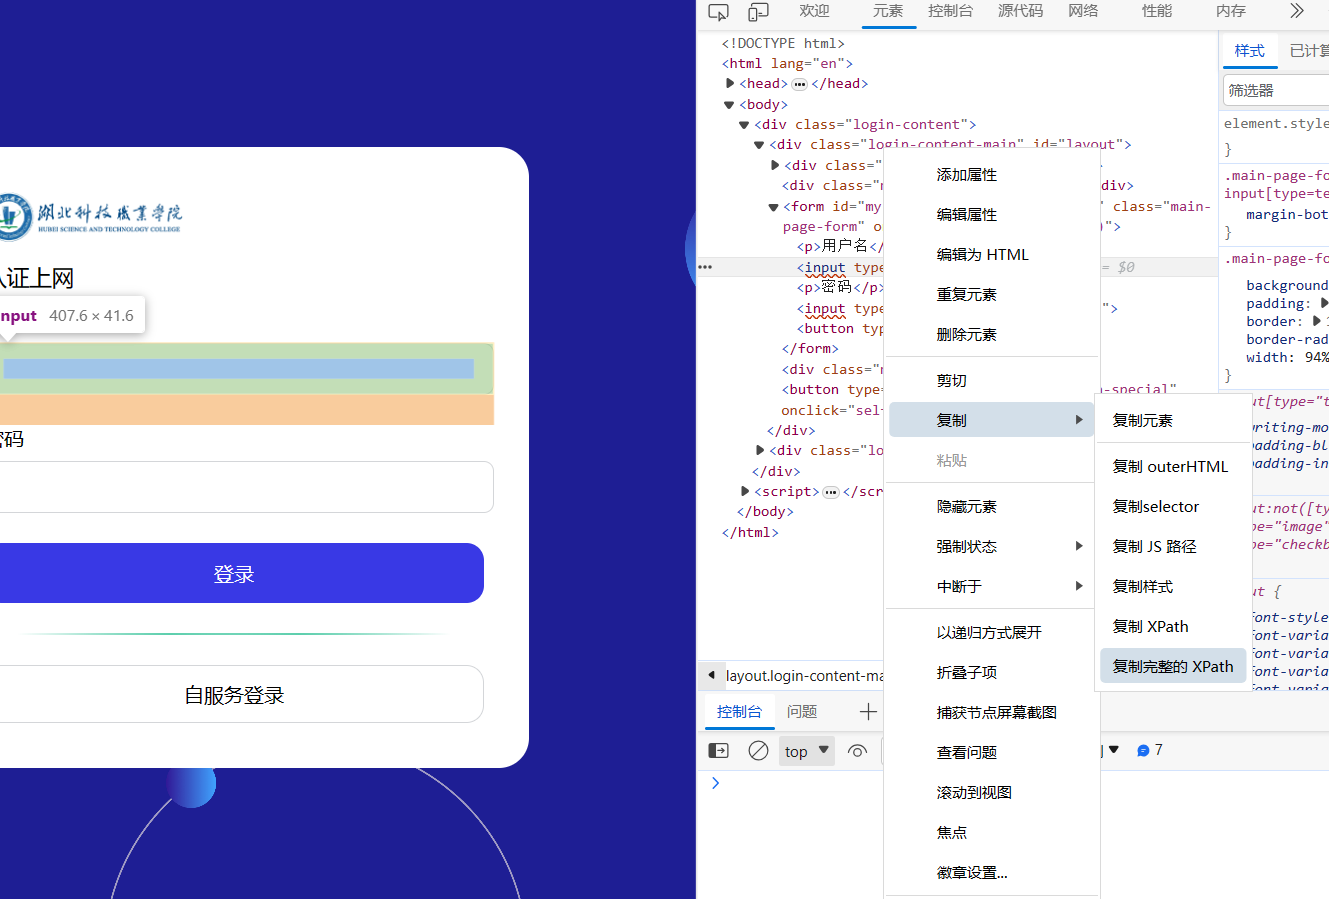 湖北科技职业学院
HUBEI SCIENCE AND TECHNOLOGY COLLEGE
认证上网
input 407.6 × 41.6
密码
登录
自服务登录
欢迎 元素 控制台 源代码 网络 性能 内存
<!DOCTYPE html>
<html lang="en">
<head> ••• </head>
<body>
<div class="login-content">
<div class="login-content-main" id="layout">
<div class="
<div class="r div>
<form id="my " class="main-
page-form" o )">
<p>用户名</
<input type = $0
<p>密码</p>
<input type ">
<button typ
</form>
<div class="r
<button type= -special"
onclick="sel
</div>
<div class="lo
</div>
<script> ••• </scr
</body>
</html>
添加属性
编辑属性
编辑为 HTML
重复元素
删除元素
剪切
复制
粘贴
隐藏元素
强制状态
中断于
以递归方式展开
折叠子项
捕获节点屏幕截图
查看问题
滚动到视图
焦点
徽章设置...
复制元素
复制 outerHTML
复制selector
复制 JS 路径
复制样式
复制 XPath
复制完整的 XPath
样式 已计算
筛选器
element.style
}
.main-page-fo
input[type=te
margin-bot
}
.main-page-fo
background
padding:
border:
border-rad
width: 94%
}
ut[type="t
writing-mo
padding-bl
padding-in
ut:not([ty
pe="image"
pe="checkb
ut {
font-style
font-varia
font-varia
font-varia
font-varia
layout.login-content-ma
控制台 问题
top
7